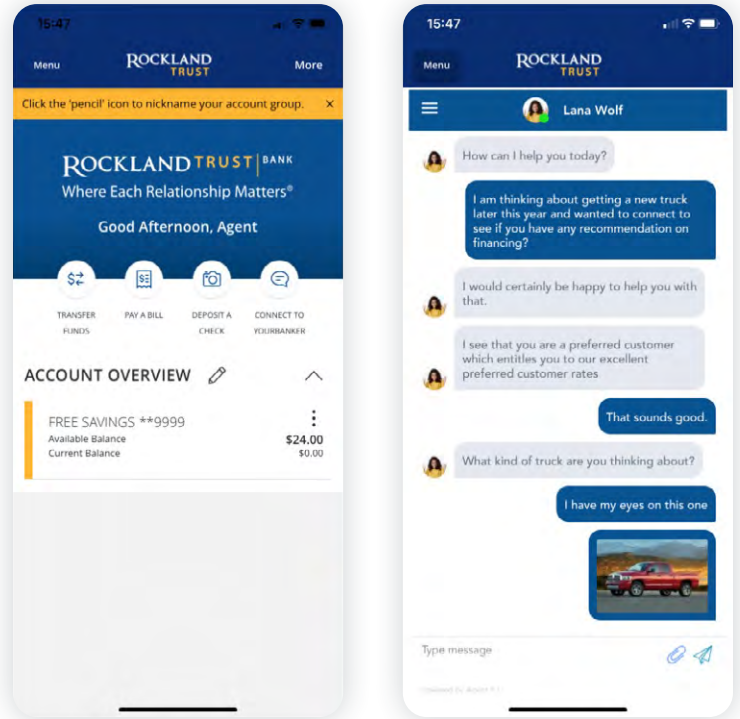 15:47
Menu
ROCKLAND
TRUST
More
Click the 'pencil' icon to nickname your account group. ×
ROCKLAND TRUST | BANK
Where Each Relationship Matters®
Good Afternoon, Agent
TRANSFER
FUNDS
PAY A BILL
DEPOSIT A
CHECK
CONNECT TO
YOURBANKER
ACCOUNT OVERVIEW
FREE SAVINGS **9999
Available Balance $24.00
Current Balance $0.00
15:47
Menu
ROCKLAND
TRUST
Lana Wolf
How can I help you today?
I am thinking about getting a new truck
later this year and wanted to connect to
see if you have any recommendation on
financing?
I would certainly be happy to help you with
that.
I see that you are a preferred customer
which entitles you to our excellent
preferred customer rates
That sounds good.
What kind of truck are you thinking about?
I have my eyes on this one
Type message